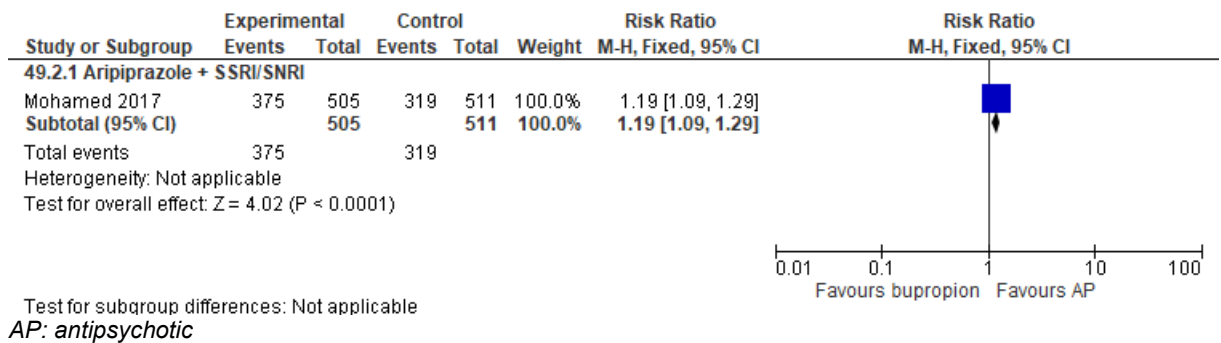 Experimental Control Risk Ratio Risk Ratio
Study or Subgroup Events Total Events Total Weight M-H, Fixed, 95% CI M-H, Fixed, 95% CI
49.2.1 Aripiprazole + SSRI/SNRI
Mohamed 2017 375 505 319 511 100.0% 1.19 [1.09, 1.29]
Subtotal (95% CI) 505 511 100.0% 1.19 [1.09, 1.29]
Total events 375 319
Heterogeneity: Not applicable
Test for overall effect: Z = 4.02 (P < 0.0001)
0.01 0.1 1 10 100
Favours bupropion Favours AP
Test for subgroup differences: Not applicable
AP: antipsychotic